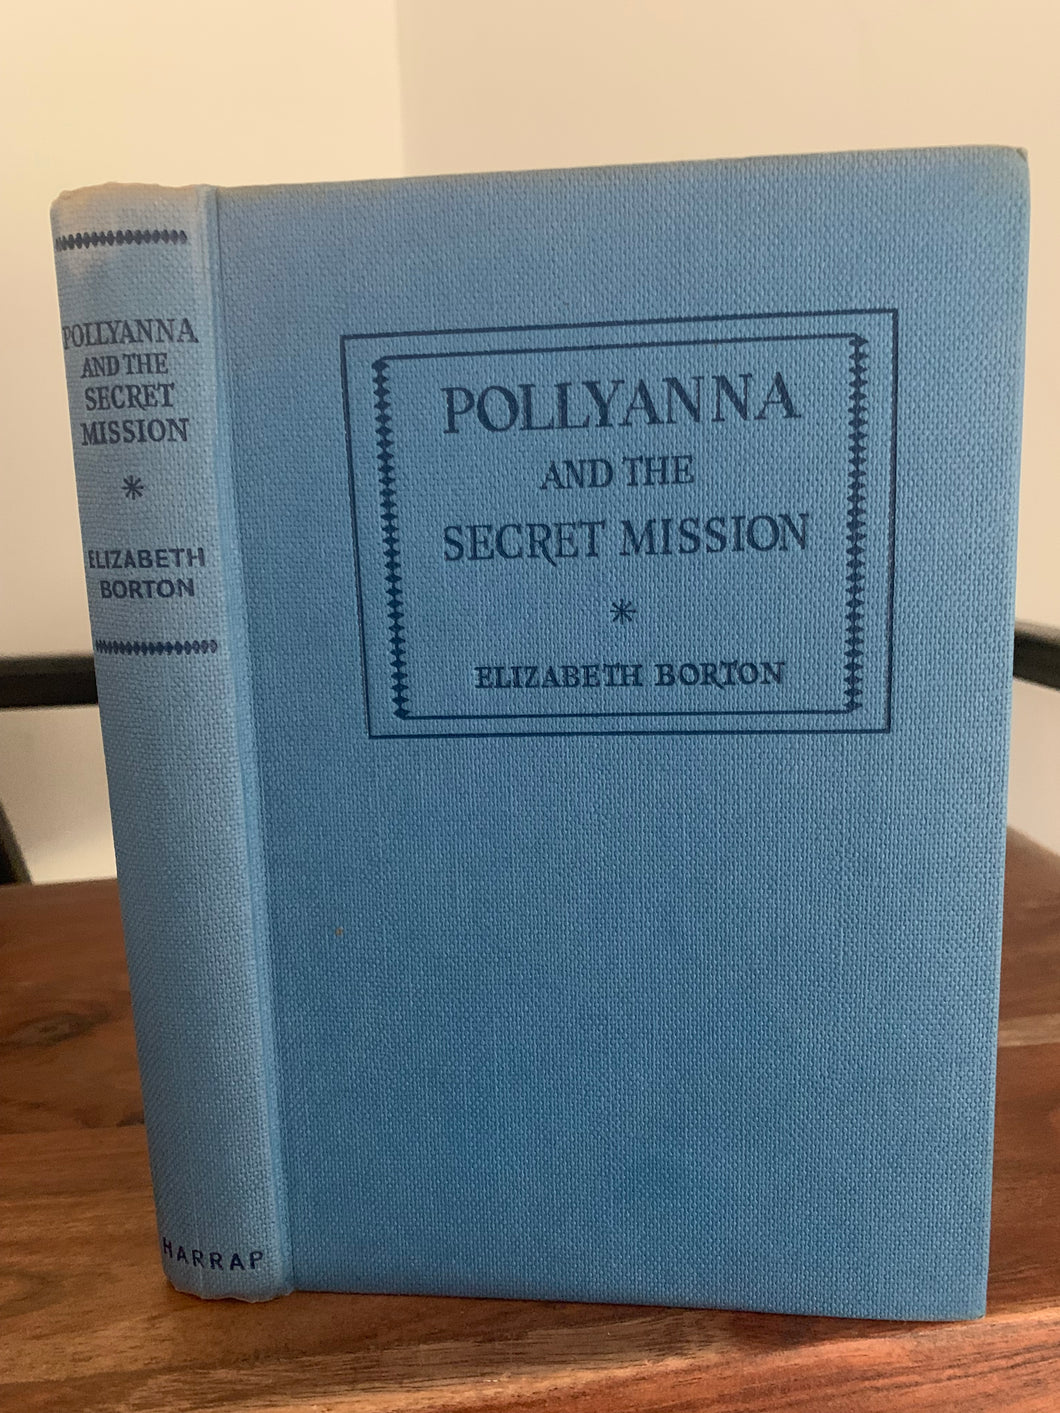 POLLYANNA
AND THE
SECRET
MISSION
*
ELIZABETH
BORTON
HARRAP
POLLYANNA
AND THE
SECRET MISSION
*
ELIZABETH BORTON